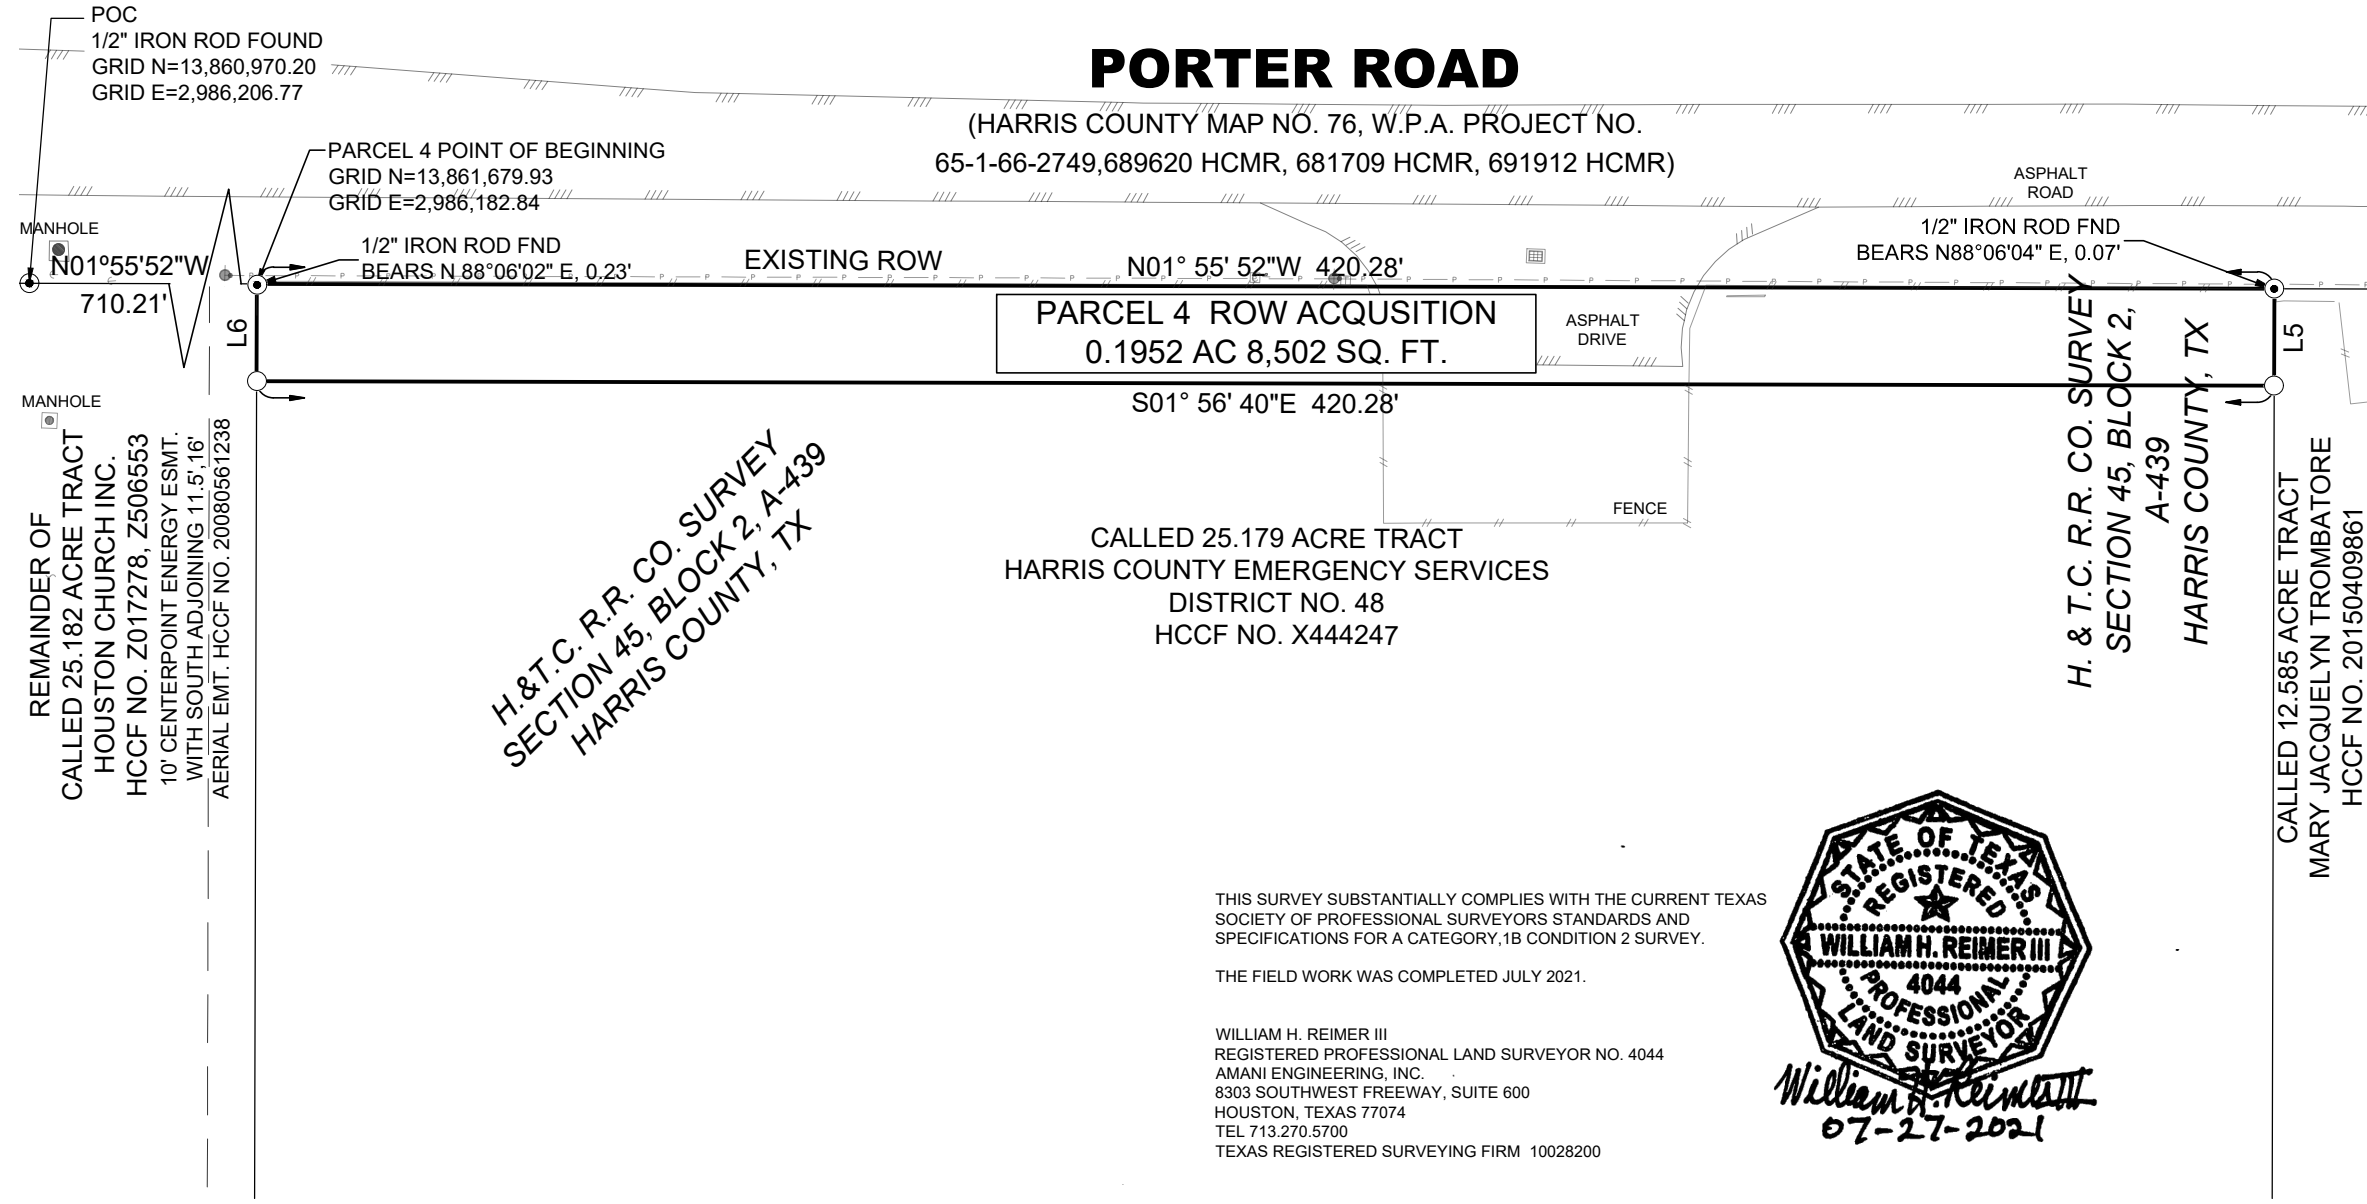 POC
1/2" IRON ROD FOUND
GRID N=13,860,970.20
GRID E=2,986,206.77
PORTER ROAD
(HARRIS COUNTY MAP NO. 76, W.P.A. PROJECT NO.
65-1-66-2749,689620 HCMR, 681709 HCMR, 691912 HCMR)
PARCEL 4 POINT OF BEGINNING
GRID N=13,861,679.93
GRID E=2,986,182.84
ASPHALT
ROAD
MANHOLE
1/2" IRON ROD FND
BEARS N 88°06'02" E, 0.23'
EXISTING ROW
N01° 55' 52"W 420.28'
1/2" IRON ROD FND
BEARS N88°06'04" E, 0.07'
N01º55'52"W
710.21'
L6
PARCEL 4 ROW ACQUSITION
0.1952 AC 8,502 SQ. FT.
ASPHALT
DRIVE
L5
S01° 56' 40"E 420.28'
MANHOLE
REMAINDER OF
CALLED 25.182 ACRE TRACT
HOUSTON CHURCH INC.
HCCF NO. Z017278, Z506553
10' CENTERPOINT ENERGY ESMT.
WITH SOUTH ADJOINING 11.5',16'
AERIAL EMT. HCCF NO. 20080561238
H.&T.C. R.R. CO. SURVEY
SECTION 45, BLOCK 2, A-439
HARRIS COUNTY, TX
FENCE
CALLED 25.179 ACRE TRACT
HARRIS COUNTY EMERGENCY SERVICES
DISTRICT NO. 48
HCCF NO. X444247
H. & T.C. R.R. CO. SURVEY
SECTION 45, BLOCK 2,
A-439
HARRIS COUNTY, TX
CALLED 12.585 ACRE TRACT
MARY JACQUELYN TROMBATORE
HCCF NO. 20150409861
THIS SURVEY SUBSTANTIALLY COMPLIES WITH THE CURRENT TEXAS
SOCIETY OF PROFESSIONAL SURVEYORS STANDARDS AND
SPECIFICATIONS FOR A CATEGORY,1B CONDITION 2 SURVEY.
THE FIELD WORK WAS COMPLETED JULY 2021.
WILLIAM H. REIMER III
REGISTERED PROFESSIONAL LAND SURVEYOR NO. 4044
AMANI ENGINEERING, INC.
8303 SOUTHWEST FREEWAY, SUITE 600
HOUSTON, TEXAS 77074
TEL 713.270.5700
TEXAS REGISTERED SURVEYING FIRM 10028200
STATE OF TEXAS
REGISTERED
WILLIAM H. REIMER III
4044
PROFESSIONAL
LAND SURVEYOR
William H. Reimer III
07-27-2021